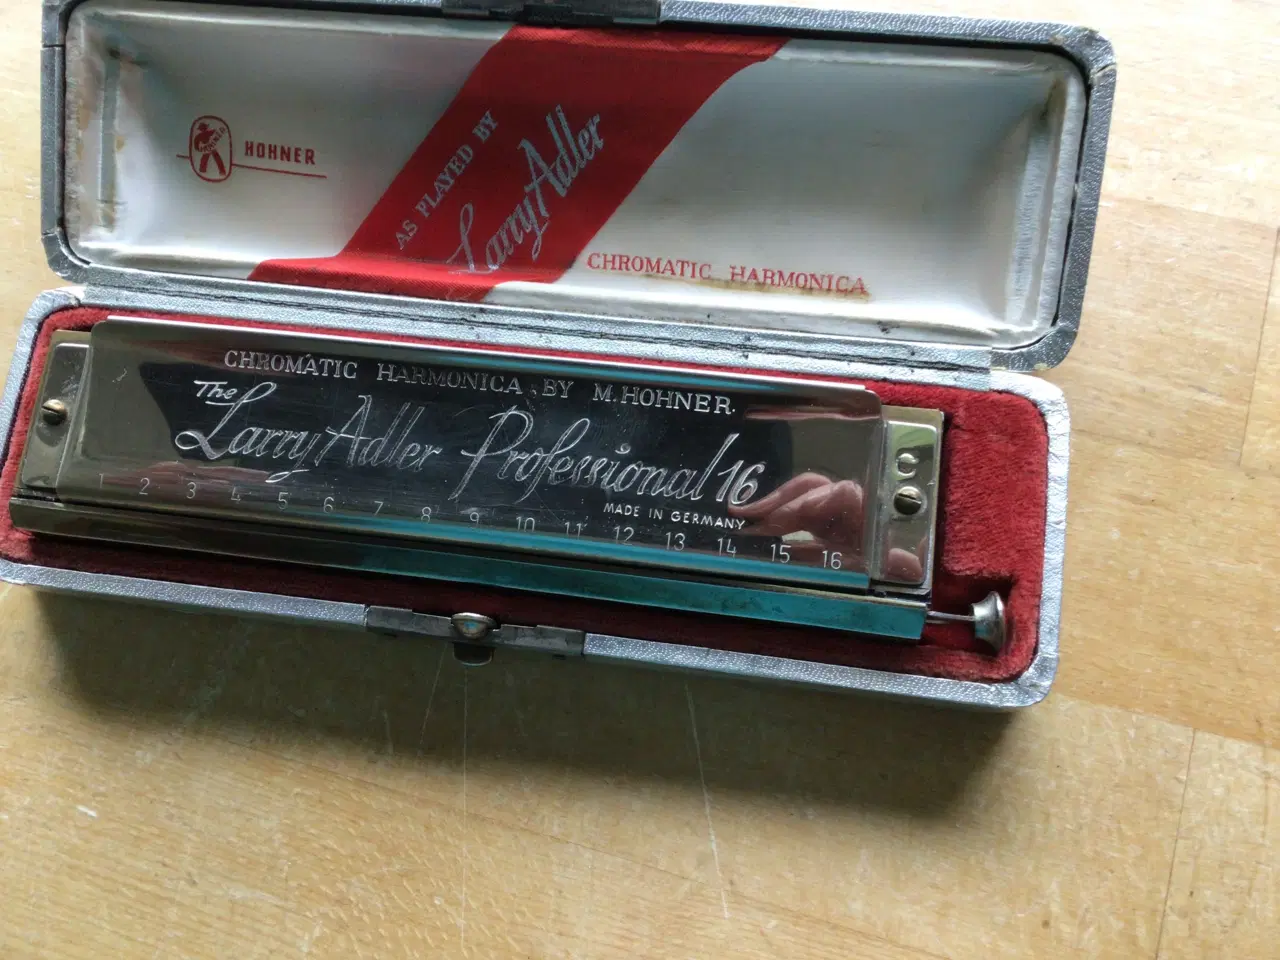 HOHNER
AS PLAYED BY
Larry Adler
CHROMATIC HARMONICA
CHROMATIC HARMONICA BY M. HOHNER.
The
Larry Adler Professional 16
MADE IN GERMANY
1 2 3 4 5 6 7 8 9 10 11 12 13 14 15 16
C